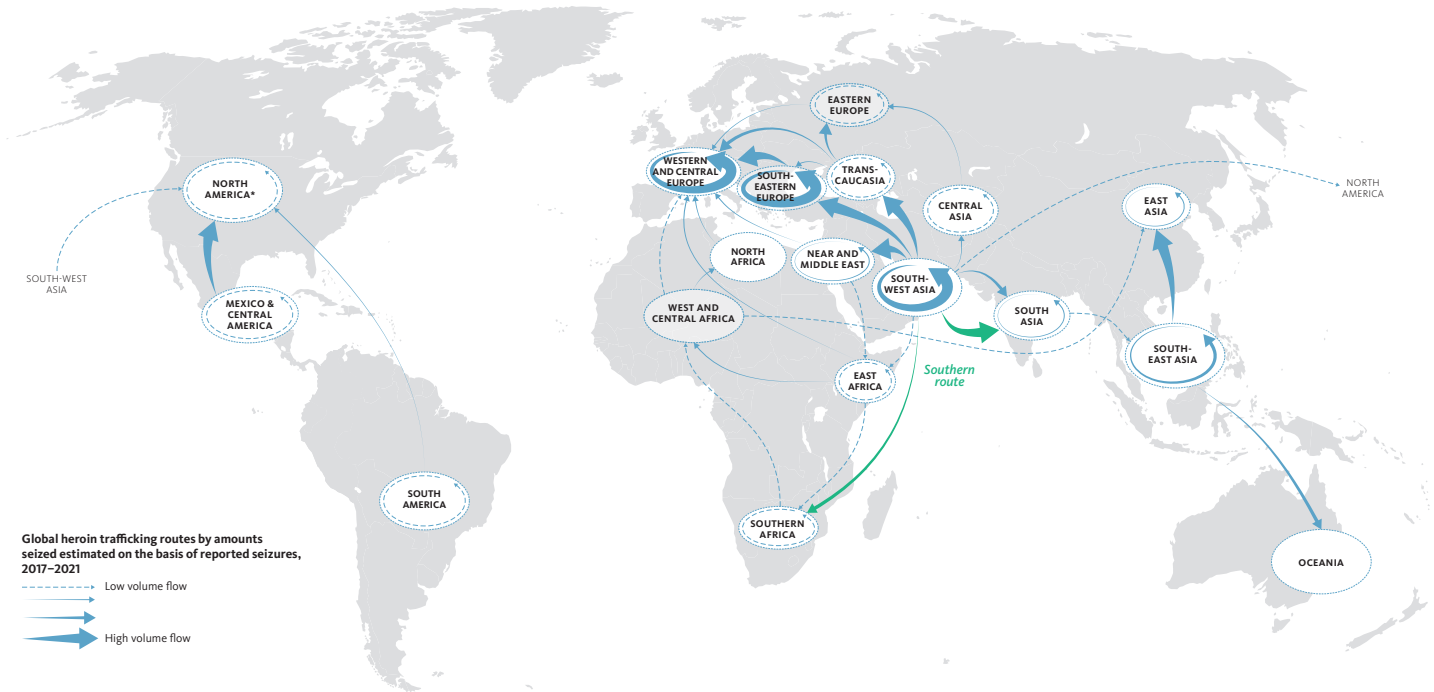 EASTERN
EUROPE
WESTERN
AND CENTRAL
EUROPE
SOUTH-
EASTERN
EUROPE
TRANS-
CAUCASIA
NORTH
AMERICA*
CENTRAL
ASIA
EAST
ASIA
NORTH
AMERICA
NORTH
AFRICA
NEAR AND
MIDDLE EAST
SOUTH-WEST
ASIA
SOUTH-
WEST ASIA
MEXICO &
CENTRAL
AMERICA
WEST AND
CENTRAL AFRICA
SOUTH
ASIA
SOUTH-
EAST ASIA
EAST
AFRICA
Southern
route
SOUTH
AMERICA
SOUTHERN
AFRICA
OCEANIA
Global heroin trafficking routes by amounts
seized estimated on the basis of reported seizures,
2017–2021
Low volume flow
High volume flow